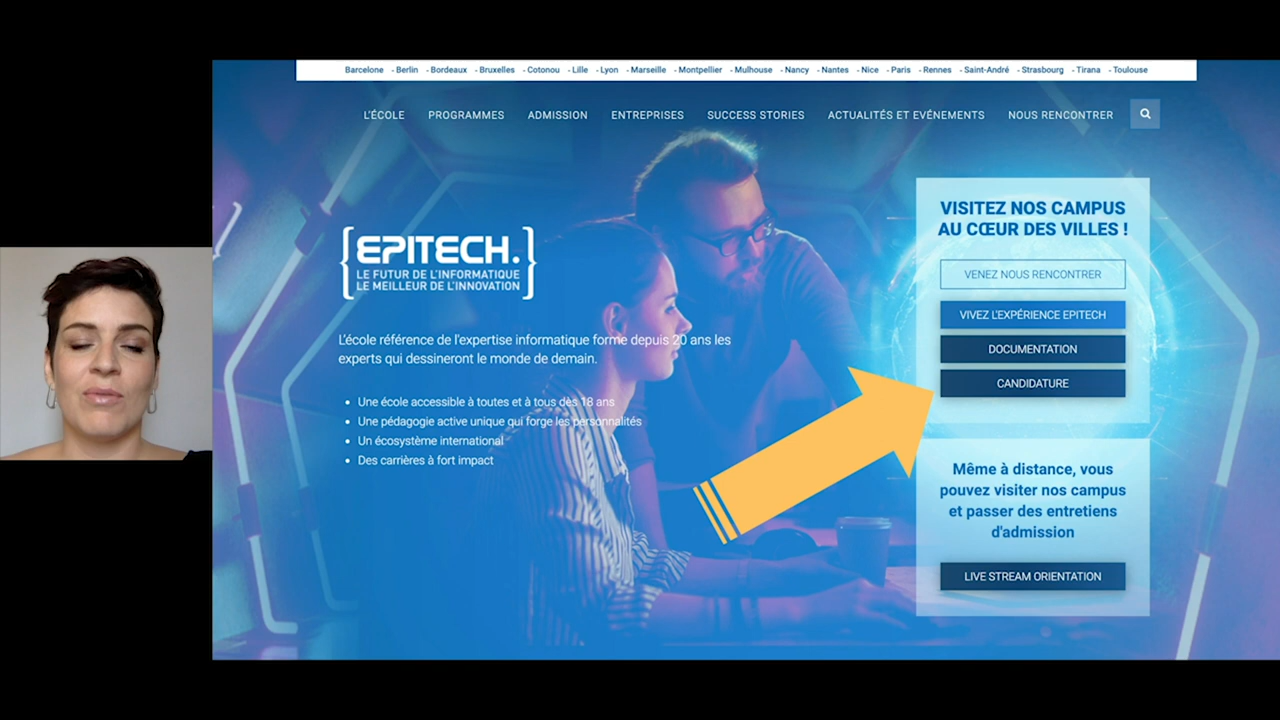 Barcelone - Berlin - Bordeaux - Bruxelles - Cotonou - Lille - Lyon - Marseille - Montpellier - Mulhouse - Nancy - Nantes - Nice - Paris - Rennes - Saint-André - Strasbourg - Tirana - Toulouse
L'ÉCOLE PROGRAMMES ADMISSION ENTREPRISES SUCCESS STORIES ACTUALITÉS ET EVÉNEMENTS NOUS RENCONTRER
{EPITECH.}
LE FUTUR DE L'INFORMATIQUE
LE MEILLEUR DE L'INNOVATION
L'école référence de l'expertise informatique forme depuis 20 ans les
experts qui dessineront le monde de demain.
• Une école accessible à toutes et à tous dès 18 ans
• Une pédagogie active unique qui forge les personnalités
• Un écosystème international
• Des carrières à fort impact
VISITEZ NOS CAMPUS
AU CŒUR DES VILLES !
VENEZ NOUS RENCONTRER
VIVEZ L'EXPÉRIENCE EPITECH
DOCUMENTATION
CANDIDATURE
Même à distance, vous
pouvez visiter nos campus
et passer des entretiens
d'admission
LIVE STREAM ORIENTATION